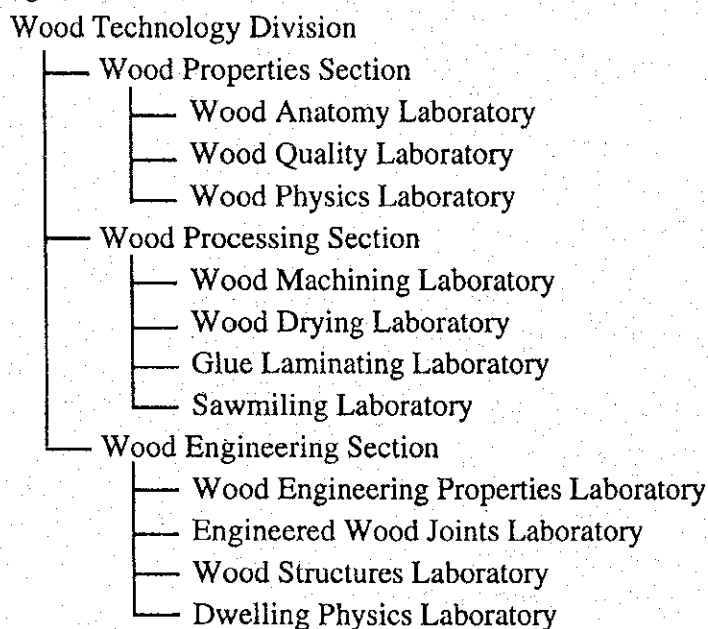 Wood Technology Division
Wood Properties Section
Wood Anatomy Laboratory
Wood Quality Laboratory
Wood Physics Laboratory
Wood Processing Section
Wood Machining Laboratory
Wood Drying Laboratory
Glue Laminating Laboratory
Sawmiling Laboratory
Wood Engineering Section
Wood Engineering Properties Laboratory
Engineered Wood Joints Laboratory
Wood Structures Laboratory
Dwelling Physics Laboratory